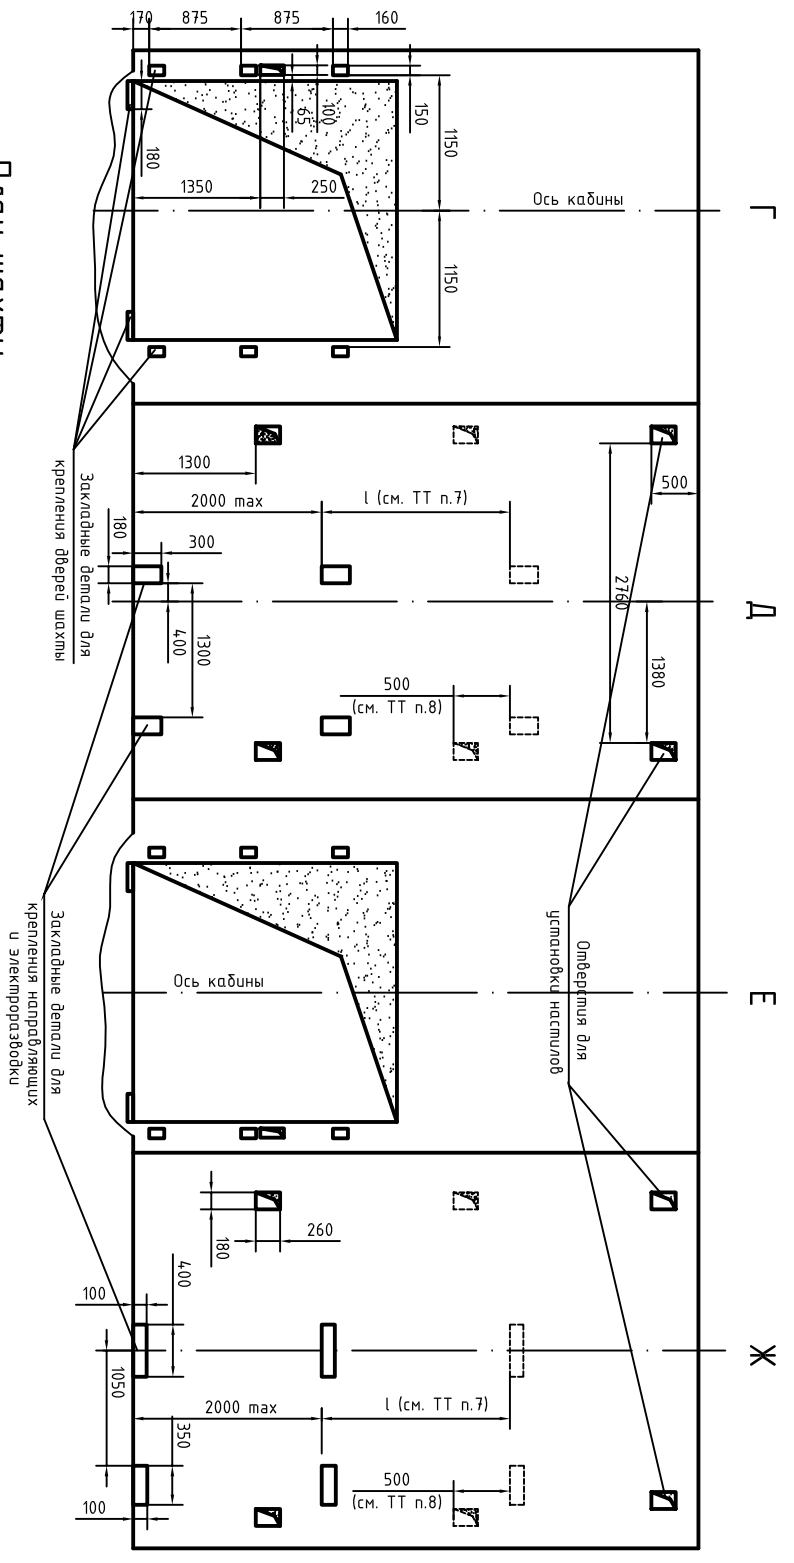 Г
Д
Е
Ж
170
875
875
160
180
65
100
150
1150
1350
250
Ось кабины
1150
Закладные детали для
крепления дверей шахты
1300
2000 max
l (см. ТТ п.7)
500
180
300
400
1300
2760
1380
500
(см. ТТ п.8)
Ось кабины
Отверстия для
установки настилов
Закладные детали для
крепления направляющих
и электроразводки
180
260
100
400
1050
2000 max
l (см. ТТ п.7)
350
500
(см. ТТ п.8)
100